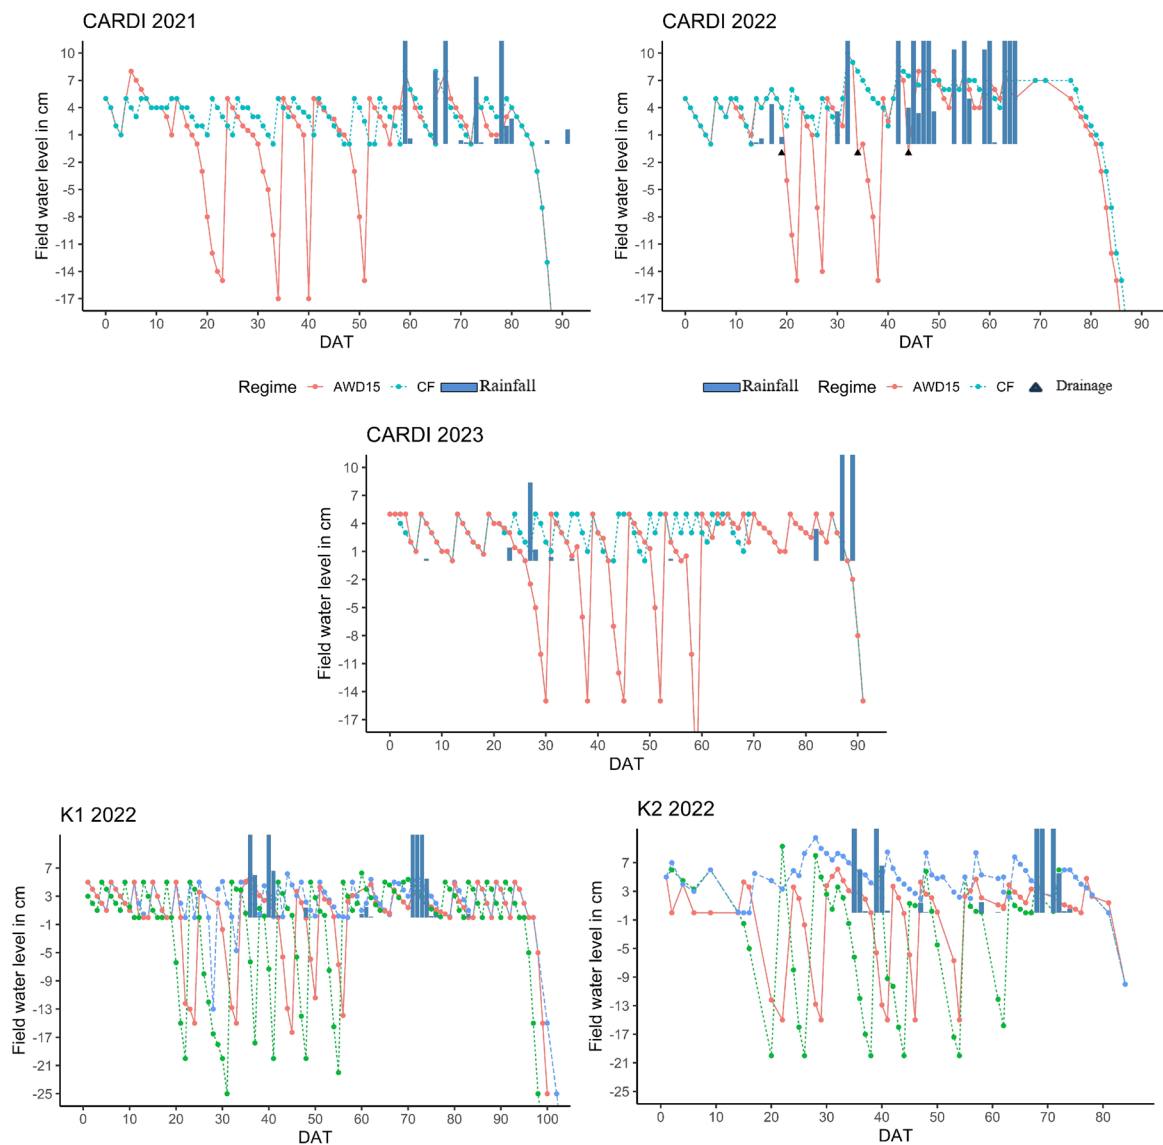 CARDI 2021
CARDI 2022
Field water level in cm
10
7
4
1
-2
-5
-8
-11
-14
-17
0 10 20 30 40 50 60 70 80 90
DAT
Field water level in cm
10
7
4
1
-2
-5
-8
-11
-14
-17
0 10 20 30 40 50 60 70 80 90
DAT
Regime AWD15 CF Rainfall
Rainfall Regime AWD15 CF Drainage
CARDI 2023
Field water level in cm
10
7
4
1
-2
-5
-8
-11
-14
-17
0 10 20 30 40 50 60 70 80 90
DAT
K1 2022
K2 2022
Field water level in cm
7
3
-1
-5
-9
-13
-17
-21
-25
0 10 20 30 40 50 60 70 80 90 100
DAT
Field water level in cm
7
3
-1
-5
-9
-13
-17
-21
-25
0 10 20 30 40 50 60 70 80
DAT